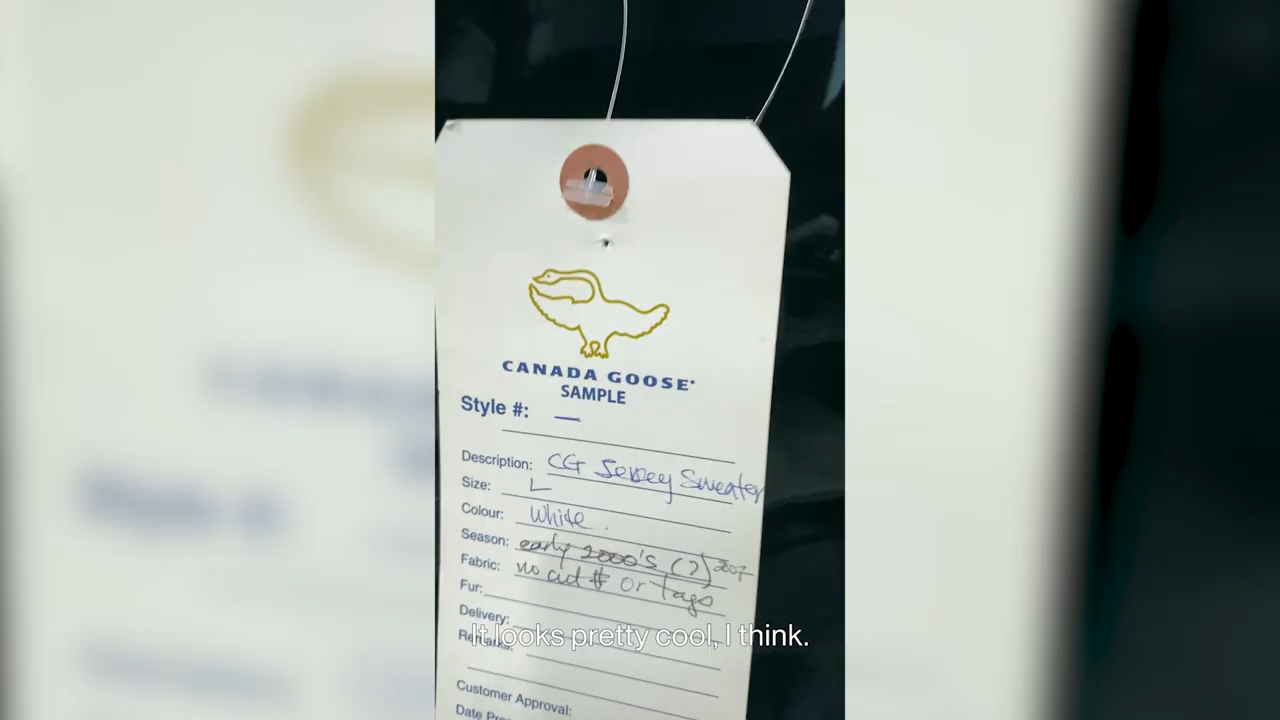 CANADA GOOSE
SAMPLE
Style #: —
Description: CG Jersey Sweater
Size: L
Colour: White.
Season: early 2000's (?) 2007
Fabric: no cut # or Tags
Fur:
Delivery:
It looks pretty cool, I think.
Remarks:
Customer Approval: